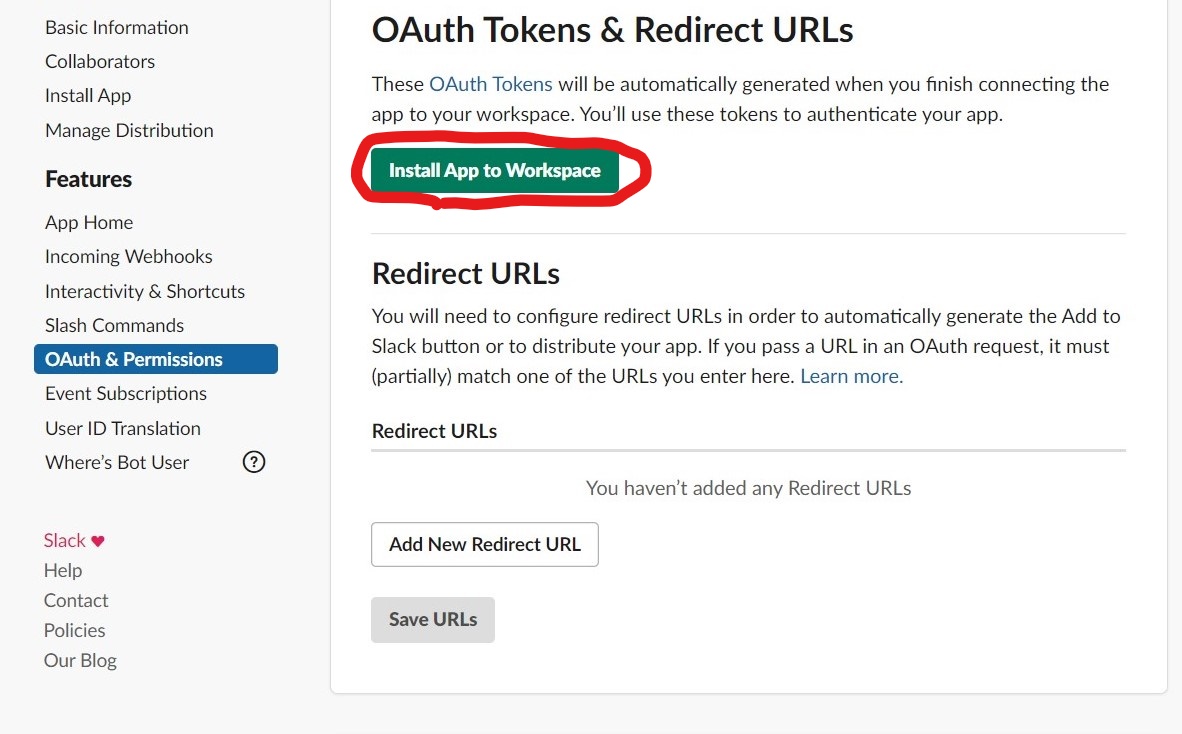 Basic Information
Collaborators
Install App
Manage Distribution
Features
App Home
Incoming Webhooks
Interactivity & Shortcuts
Slash Commands
OAuth & Permissions
Event Subscriptions
User ID Translation
Where’s Bot User
?
Slack ♥
Help
Contact
Policies
Our Blog
OAuth Tokens & Redirect URLs
These OAuth Tokens will be automatically generated when you finish connecting the
app to your workspace. You’ll use these tokens to authenticate your app.
Install App to Workspace
Redirect URLs
You will need to configure redirect URLs in order to automatically generate the Add to
Slack button or to distribute your app. If you pass a URL in an OAuth request, it must
(partially) match one of the URLs you enter here. Learn more.
Redirect URLs
You haven’t added any Redirect URLs
Add New Redirect URL
Save URLs